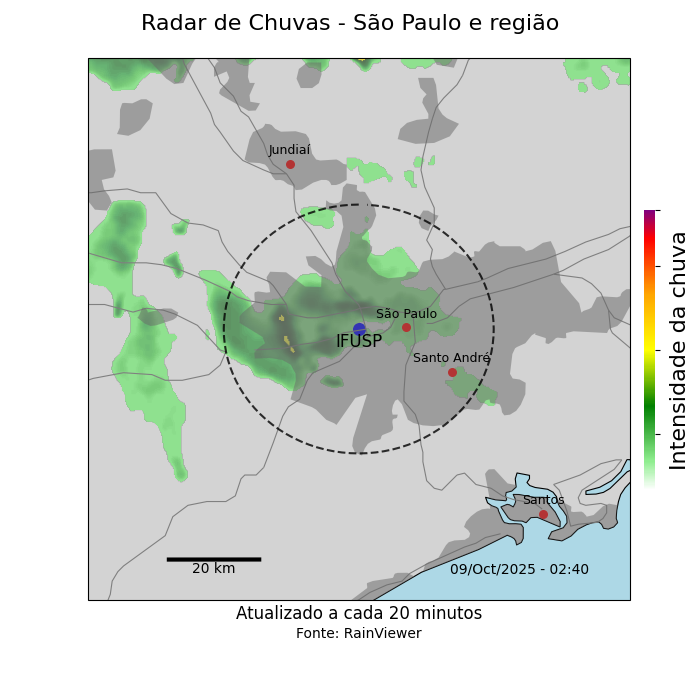 Radar de Chuvas - São Paulo e região
Jundiaí
São Paulo
IFUSP
Santo André
Santos
20 km
09/Oct/2025 - 02:40
Intensidade da chuva
Atualizado a cada 20 minutos
Fonte: RainViewer